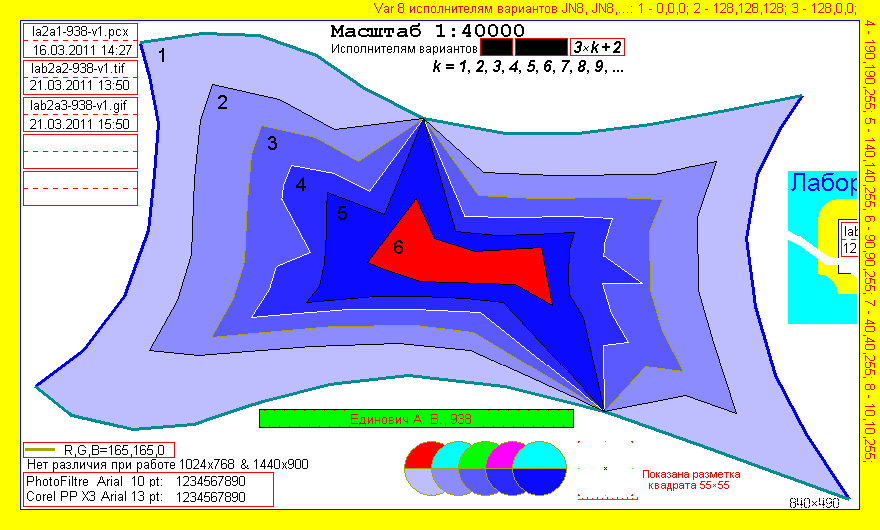 Var 8 исполнителям вариантов JN8, JN8,...: 1 - 0,0,0; 2 - 128,128,128; 3 - 128,0,0;
4 - 190,190,255; 5 - 140,140,255; 6 - 90,90,255; 7 - 40,40,255; 8 - 10,10,255;
la2a1-938-v1.pcx
16.03.2011 14:27
lab2a2-938-v1.tif
21.03.2011 13:50
lab2a3-938-v1.gif
21.03.2011 15:50
Масштаб 1:40000
Исполнителям вариантов 3×k+2
k = 1, 2, 3, 4, 5, 6, 7, 8, 9, ...
1
2
3
4
5
6
Лабор
lab
12
Единович А. В., 938
R,G,B=165,165,0
Нет различия при работе 1024x768 & 1440x900
PhotoFiltre Arial 10 pt: 1234567890
Corel PP X3 Arial 13 pt: 1234567890
Показана разметка
квадрата 55×55
640×490